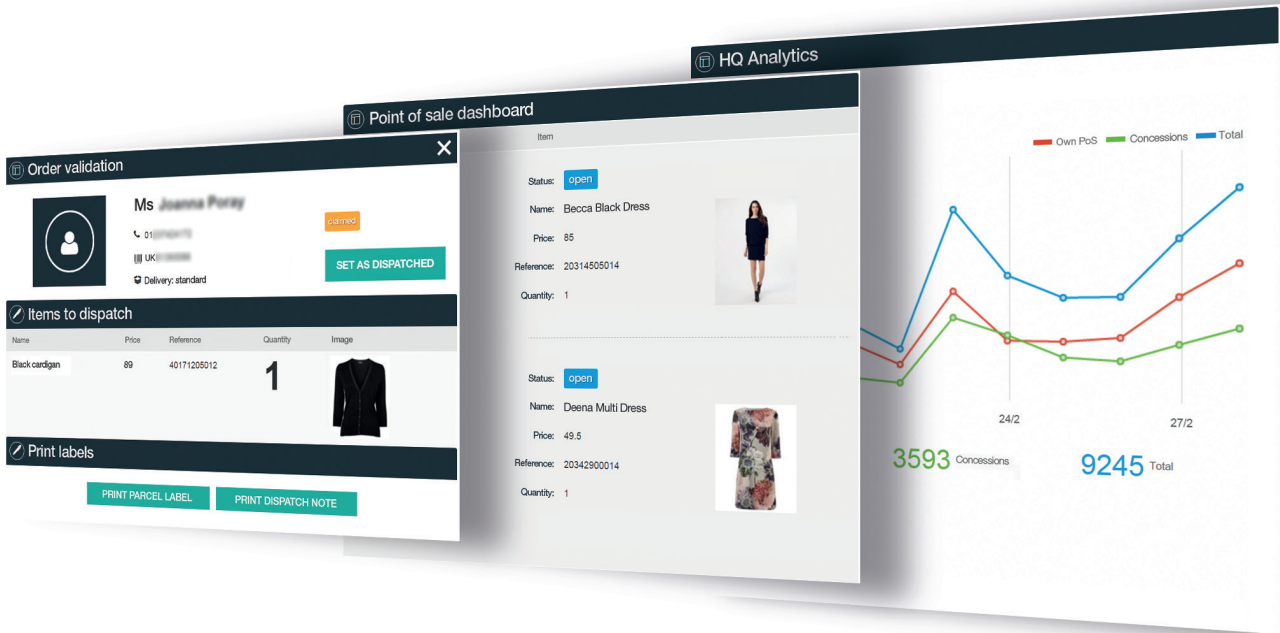 Order validation
Ms
01
UK
Delivery: standard
claimed
SET AS DISPATCHED
Items to dispatch
Name Price Reference Quantity Image
Black cardigan 89 40171205012 1
Print labels
PRINT PARCEL LABEL PRINT DISPATCH NOTE
Point of sale dashboard
Item
Status: open
Name: Becca Black Dress
Price: 85
Reference: 20314505014
Quantity: 1
Status: open
Name: Deena Multi Dress
Price: 49.5
Reference: 20342900014
Quantity: 1
HQ Analytics
Own PoS Concessions Total
24/2 27/2
3593 Concessions 9245 Total